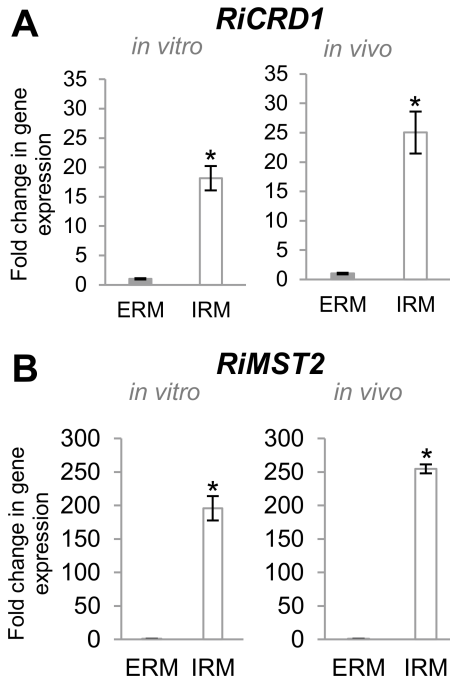 A
RiCRD1
in vitro
in vivo
Fold change in gene
expression
35
30
25
20
15
10
5
0
*
ERM IRM
35
30
25
20
15
10
5
0
*
ERM IRM
B
RiMST2
in vitro
in vivo
Fold change in gene
expression
300
250
200
150
100
50
0
*
ERM IRM
300
250
200
150
100
50
0
*
ERM IRM